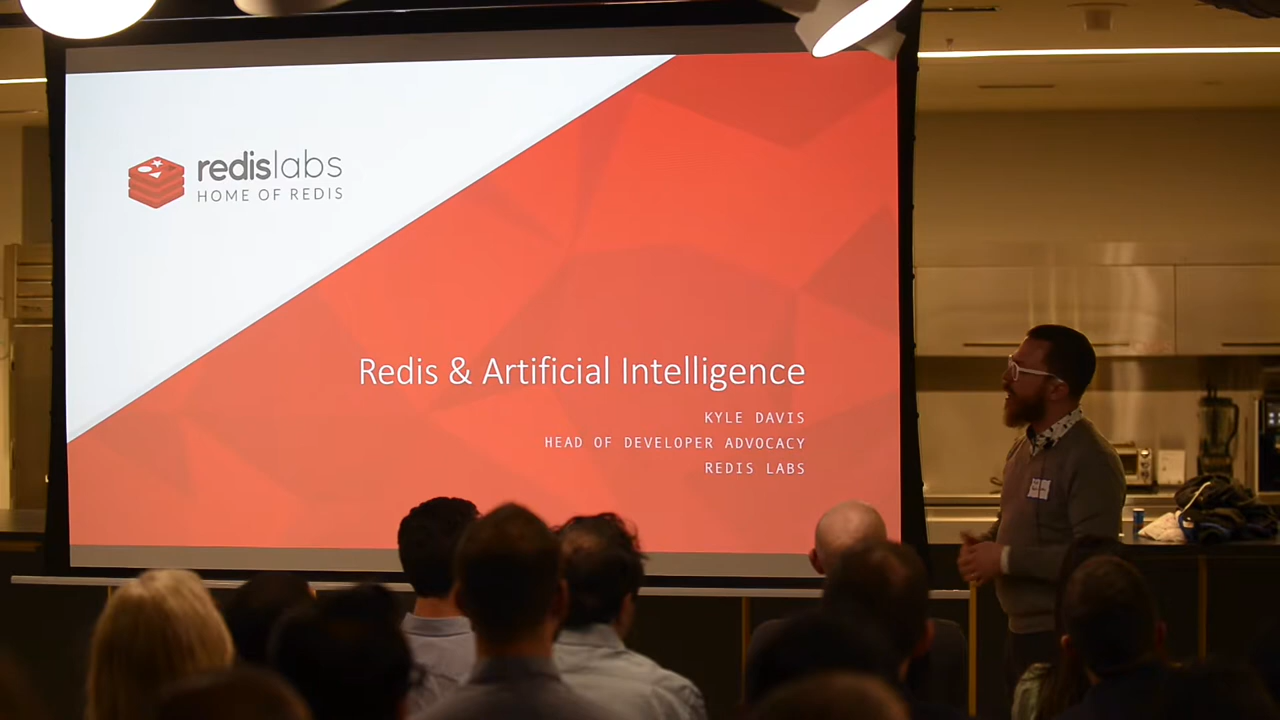 redislabs
HOME OF REDIS
Redis & Artificial Intelligence
KYLE DAVIS
HEAD OF DEVELOPER ADVOCACY
REDIS LABS